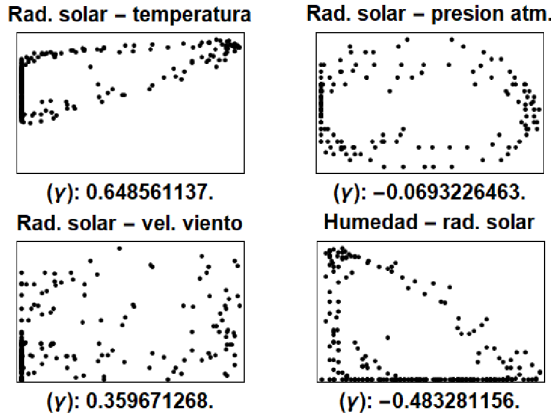 Rad. solar – temperatura
Rad. solar – presion atm.
(γ): 0.648561137.
(γ): −0.0693226463.
Rad. solar – vel. viento
Humedad – rad. solar
(γ): 0.359671268.
(γ): −0.483281156.